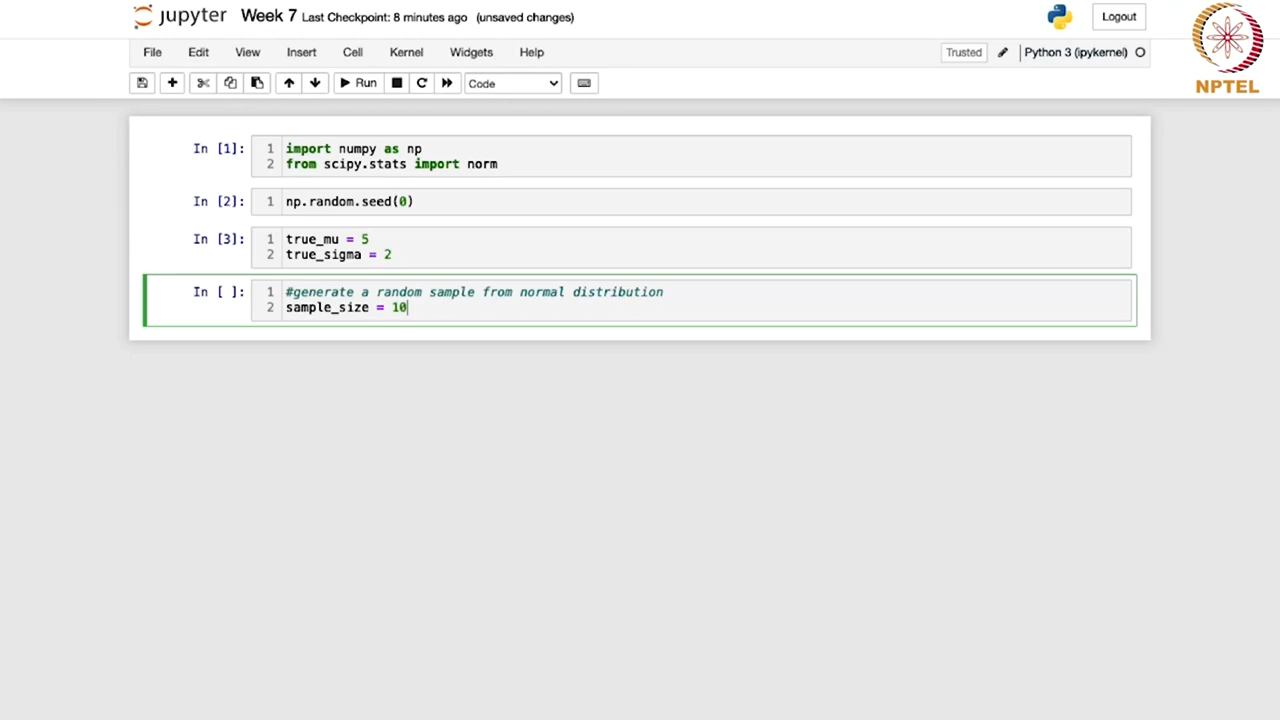 jupyter Week 7 Last Checkpoint: 8 minutes ago (unsaved changes)
Logout
NPTEL
File Edit View Insert Cell Kernel Widgets Help
Trusted Python 3 (ipykernel)
Run Code
In [1]: 1 import numpy as np
2 from scipy.stats import norm
In [2]: 1 np.random.seed(0)
In [3]: 1 true_mu = 5
2 true_sigma = 2
In [ ]: 1 #generate a random sample from normal distribution
2 sample_size = 10